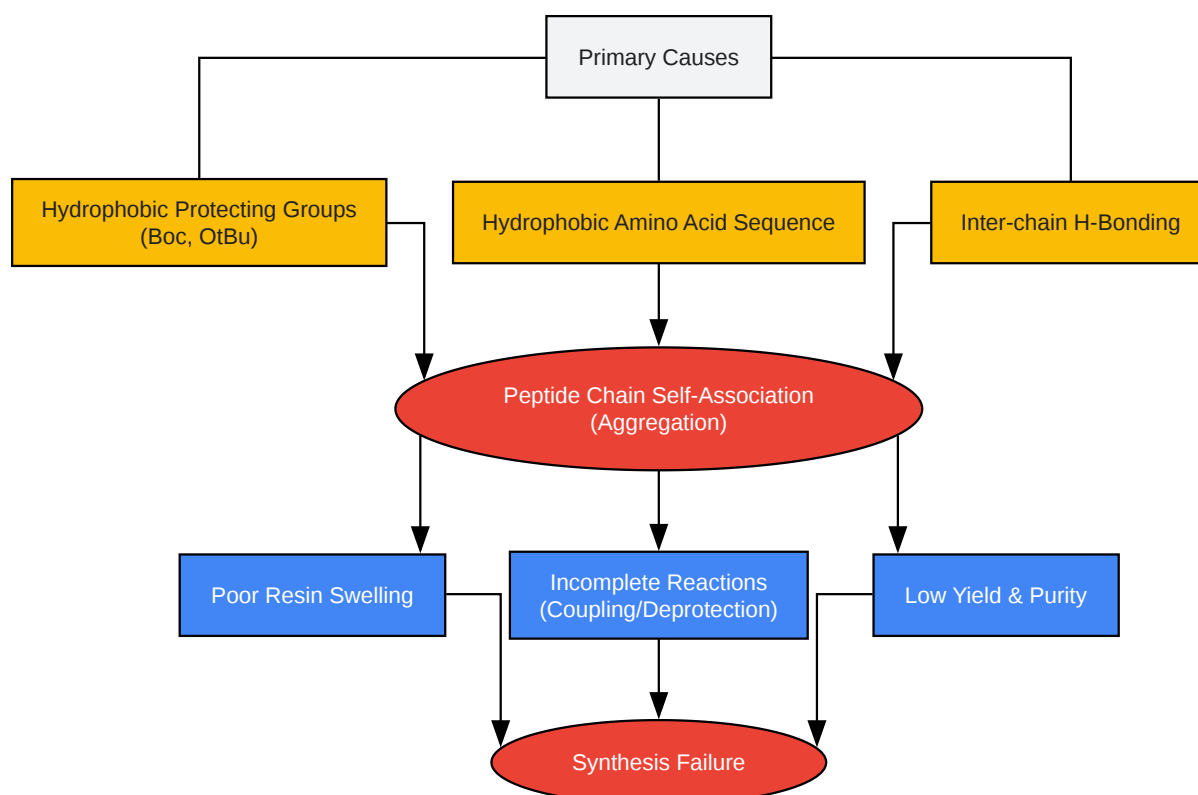 Primary Causes
Hydrophobic Protecting Groups
(Boc, OtBu)
Hydrophobic Amino Acid Sequence
Inter-chain H-Bonding
Peptide Chain Self-Association
(Aggregation)
Poor Resin Swelling
Incomplete Reactions
(Coupling/Deprotection)
Low Yield & Purity
Synthesis Failure